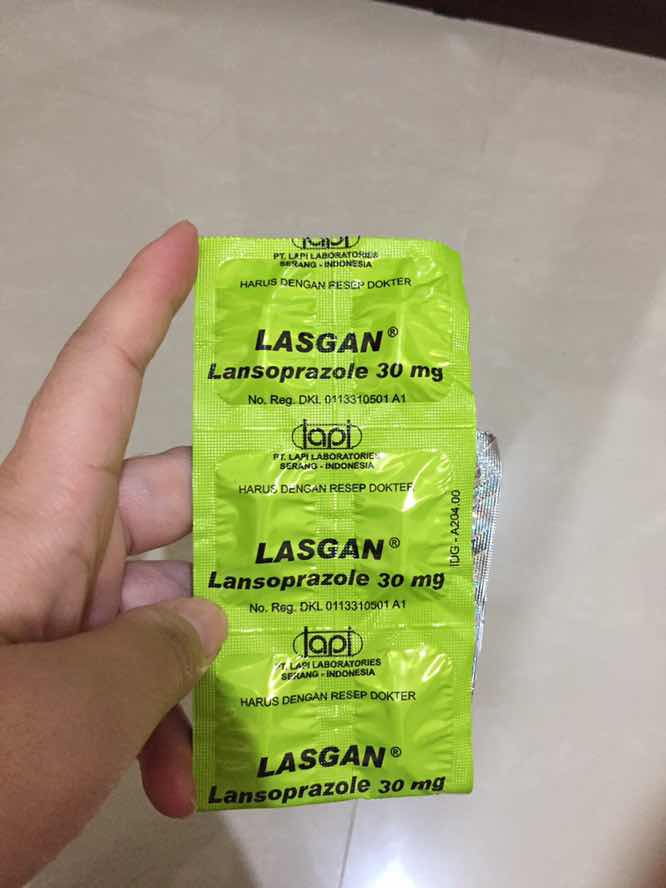 lapi
PT. LAPI LABORATORIES
SERANG - INDONESIA
HARUS DENGAN RESEP DOKTER
LASGAN®
Lansoprazole 30 mg
No. Reg. DKL 0113310501 A1
lapi
PT. LAPI LABORATORIES
SERANG - INDONESIA
HARUS DENGAN RESEP DOKTER
LASGAN®
Lansoprazole 30 mg
No. Reg. DKL 0113310501 A1
lapi
PT. LAPI LABORATORIES
SERANG - INDONESIA
HARUS DENGAN RESEP DOKTER
LASGAN®
Lansoprazole 30 mg